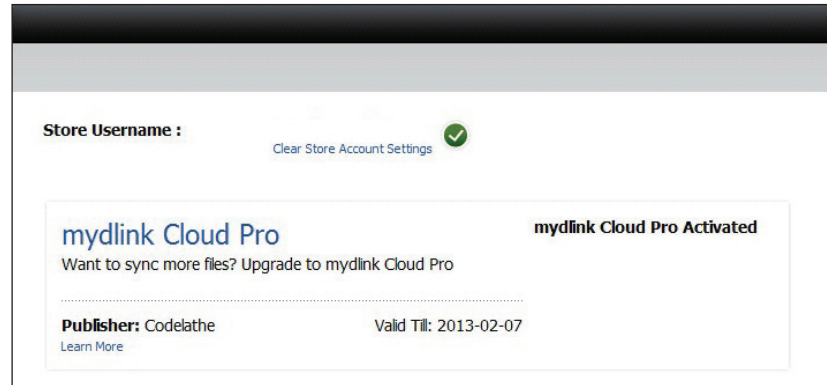 Store Username :
Clear Store Account Settings
mydlink Cloud Pro
mydlink Cloud Pro Activated
Want to sync more files? Upgrade to mydlink Cloud Pro
Publisher: Codelathe Valid Till: 2013-02-07
Learn More